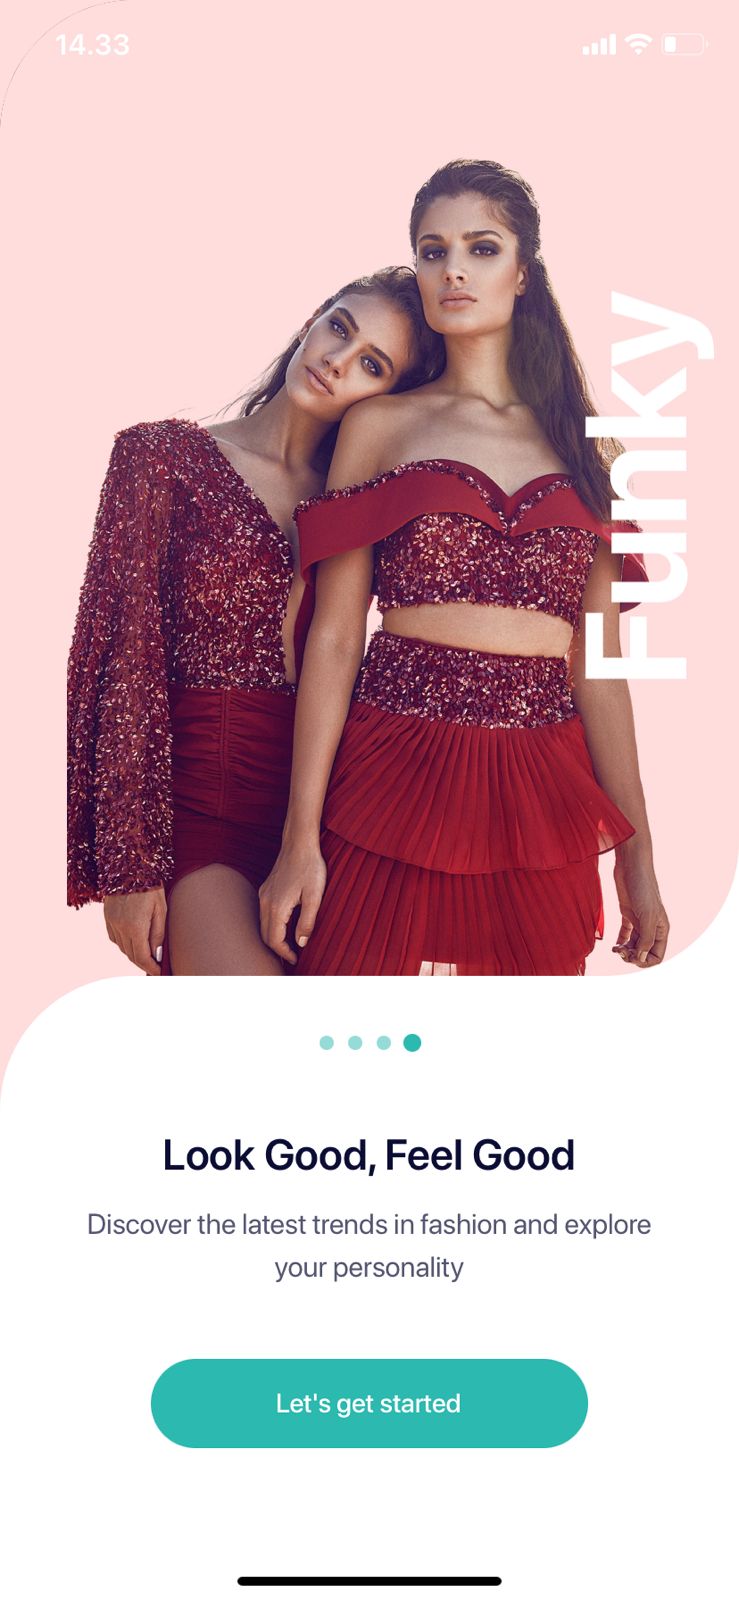 14.33
Funky
Look Good, Feel Good
Discover the latest trends in fashion and explore
your personality
Let's get started